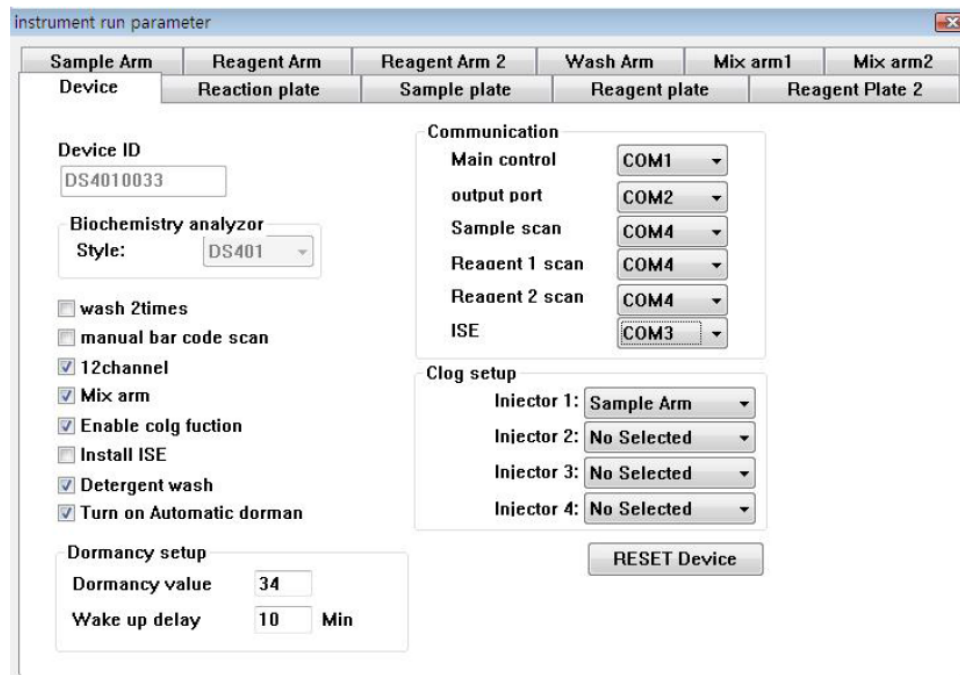 instrument run parameter
Sample Arm Reagent Arm Reagent Arm 2 Wash Arm Mix arm1 Mix arm2
Device Reaction plate Sample plate Reagent plate Reagent Plate 2
Device ID
DS4010033
Biochemistry analyzor
Style: DS401
wash 2times
manual bar code scan
12channel
Mix arm
Enable colg fuction
Install ISE
Detergent wash
Turn on Automatic dorman
Dormancy setup
Dormancy value 34
Wake up delay 10 Min
Communication
Main control COM1
output port COM2
Sample scan COM4
Reagent 1 scan COM4
Reagent 2 scan COM4
ISE COM3
Clog setup
Injector 1: Sample Arm
Injector 2: No Selected
Injector 3: No Selected
Injector 4: No Selected
RESET Device